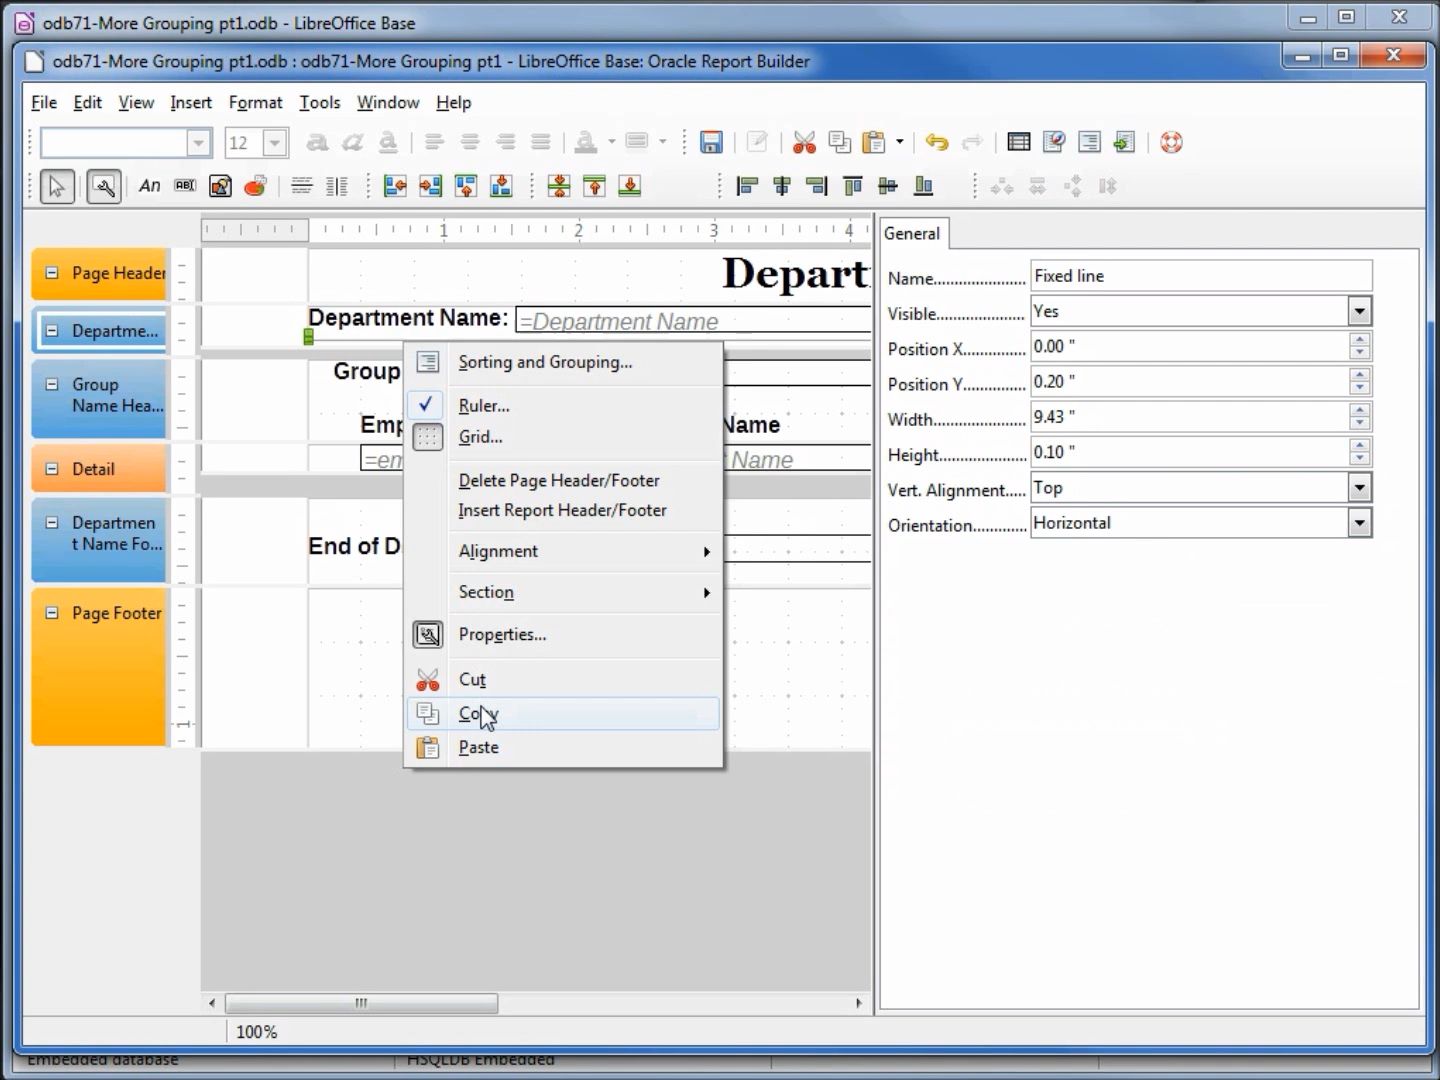 odb71-More Grouping pt1.odb - LibreOffice Base
odb71-More Grouping pt1.odb : odb71-More Grouping pt1 - LibreOffice Base: Oracle Report Builder
File Edit View Insert Format Tools Window Help
12
An ABI
1 2 3 4
General
Page Header
Depart
Name.......................
Fixed line
Departme...
Department Name:
=Department Name
Visible:.....................
Yes
Position X.................
0.00 "
Group
Name Hea...
Group
Position Y.................
0.20 "
Emp
Name
Width.......................
9.43 "
Detail
=em
Name
Height......................
0.10 "
Vert. Alignment.....
Top
Orientation.............
Horizontal
Departmen
t Name Fo...
End of D
Page Footer
1
Sorting and Grouping...
Ruler...
Grid...
Delete Page Header/Footer
Insert Report Header/Footer
Alignment
Section
Properties...
Cut
Copy
Paste
100%
Embedded database
HSQLDB Embedded